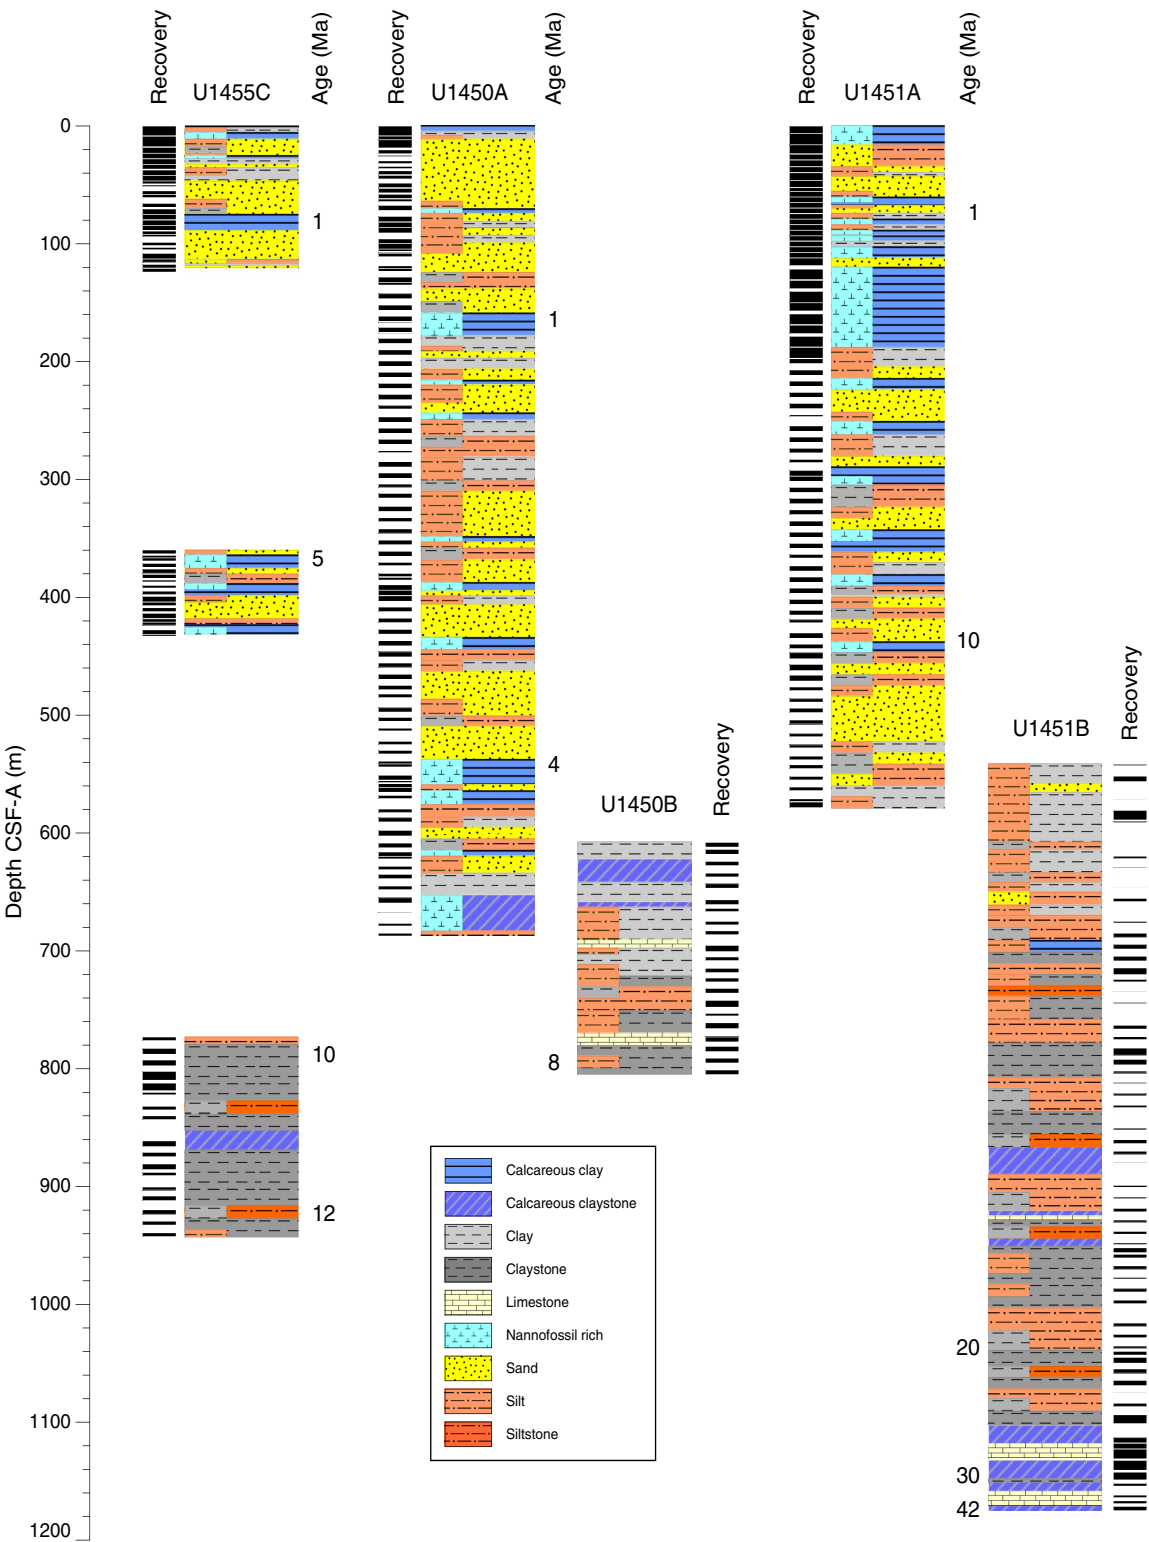 Recovery
U1455C
Age (Ma)
Recovery
U1450A
Age (Ma)
Recovery
U1451A
Age (Ma)
0
100
200
300
400
500
600
700
800
900
1000
1100
1200
Depth CSF-A (m)
1
5
10
12
1
4
8
U1450B
Recovery
1
10
20
30
42
U1451B
Recovery
Calcareous clay
Calcareous claystone
Clay
Claystone
Limestone
Nannofossil rich
Sand
Silt
Siltstone